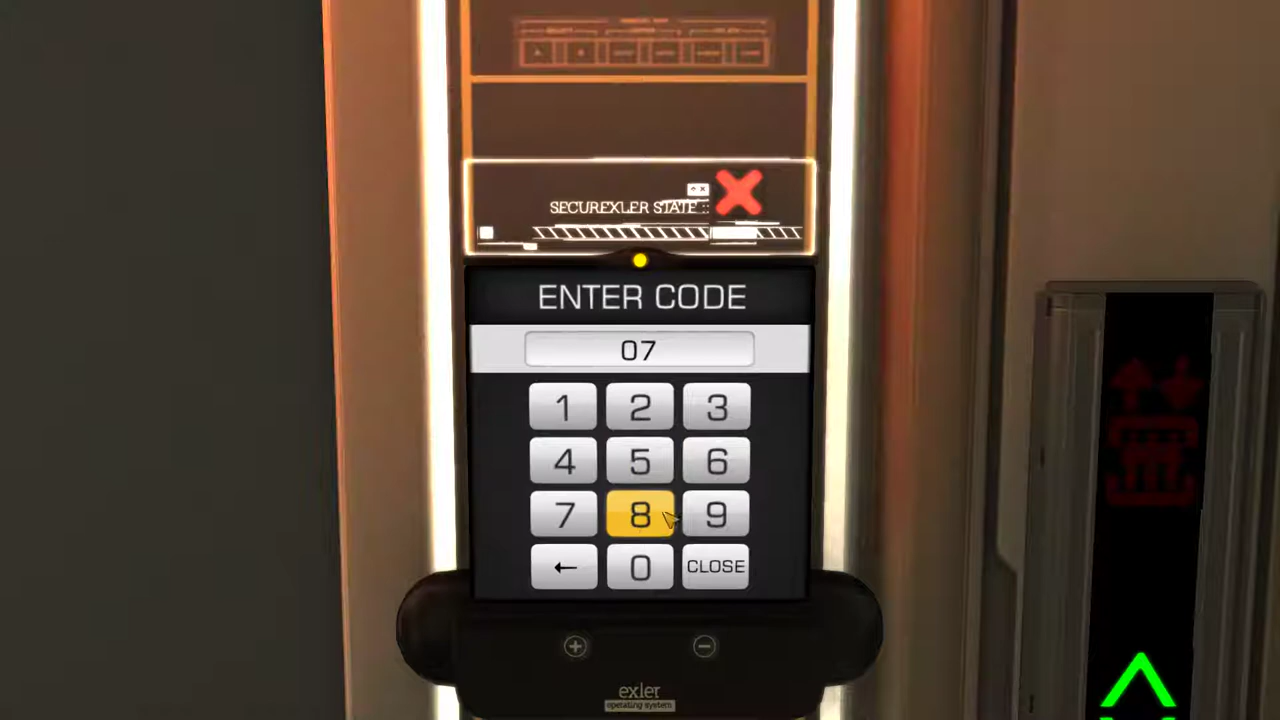 SECUREXLER STATE ::
ENTER CODE
07
1 2 3
4 5 6
7 8 9
← 0 CLOSE
exler
operating system